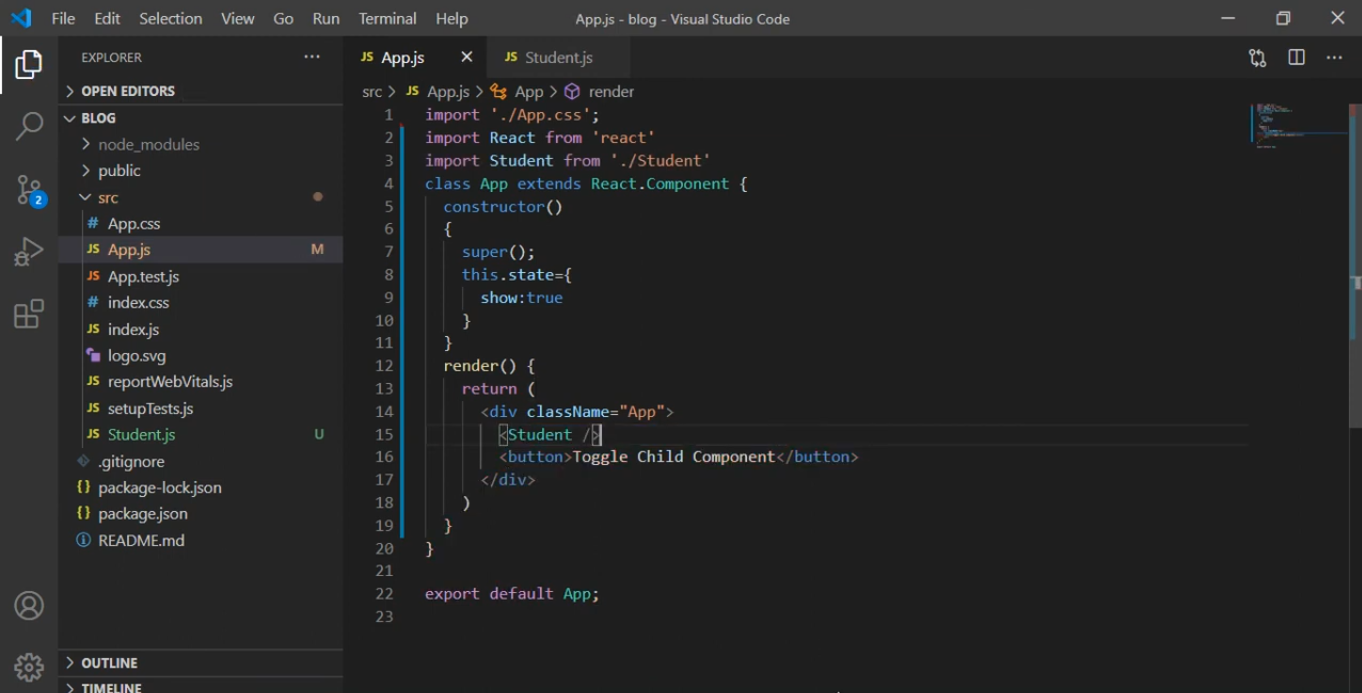 File Edit Selection View Go Run Terminal Help
App.js - blog - Visual Studio Code
EXPLORER
OPEN EDITORS
BLOG
node_modules
public
src
# App.css
JS App.js M
JS App.test.js
# index.css
JS index.js
logo.svg
JS reportWebVitals.js
JS setupTests.js
JS Student.js U
.gitignore
{} package-lock.json
{} package.json
README.md
OUTLINE
TIMELINE
2
JS App.js
JS Student.js
src > JS App.js > App > render
1 import './App.css';
2 import React from 'react'
3 import Student from './Student'
4 class App extends React.Component {
5 constructor()
6 {
7 super();
8 this.state={
9 show:true
10 }
11 }
12 render() {
13 return (
14 <div className="App">
15 <Student />
16 <button>Toggle Child Component</button>
17 </div>
18 )
19 }
20 }
21
22 export default App;
23